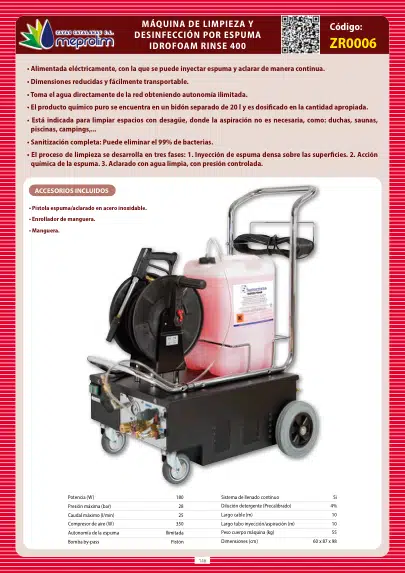 CAYAS CATALANAS S.L.
meprolim
MÁQUINA DE LIMPIEZA Y
DESINFECCIÓN POR ESPUMA
IDROFOAM RINSE 400
Código:
ZR0006
• Alimentada eléctricamente, con la que se puede inyectar espuma y aclarar de manera continua.
• Dimensiones reducidas y fácilmente transportable.
• Toma el agua directamente de la red obteniendo autonomía ilimitada.
• El producto químico puro se encuentra en un bidón separado de 20 l y es dosificado en la cantidad apropiada.
• Está indicada para limpiar espacios con desagüe, donde la aspiración no es necesaria, como: duchas, saunas,
piscinas, campings,...
• Sanitización completa: Puede eliminar el 99% de bacterias.
• El proceso de limpieza se desarrolla en tres fases: 1. Inyección de espuma densa sobre las superficies. 2. Acción
química de la espuma. 3. Aclarado con agua limpia, con presión controlada.
ACCESORIOS INCLUIDOS
• Pistola espuma/aclarado en acero inoxidable.
• Enrollador de manguera.
• Manguera.
Potencia (W) 180
Presión máxima (bar) 28
Caudal máximo (l/min) 25
Compresor de aire (W) 350
Autonomía de la espuma Ilimitada
Bomba by-pass Pistón
Sistema de llenado continuo Si
Dilución detergente (Precalibrado) 4%
Largo cable (m) 10
Largo tubo inyección/aspiración (m) 10
Peso cuerpo máquina (kg) 55
Dimensiones (cm) 60 x 87 x 98